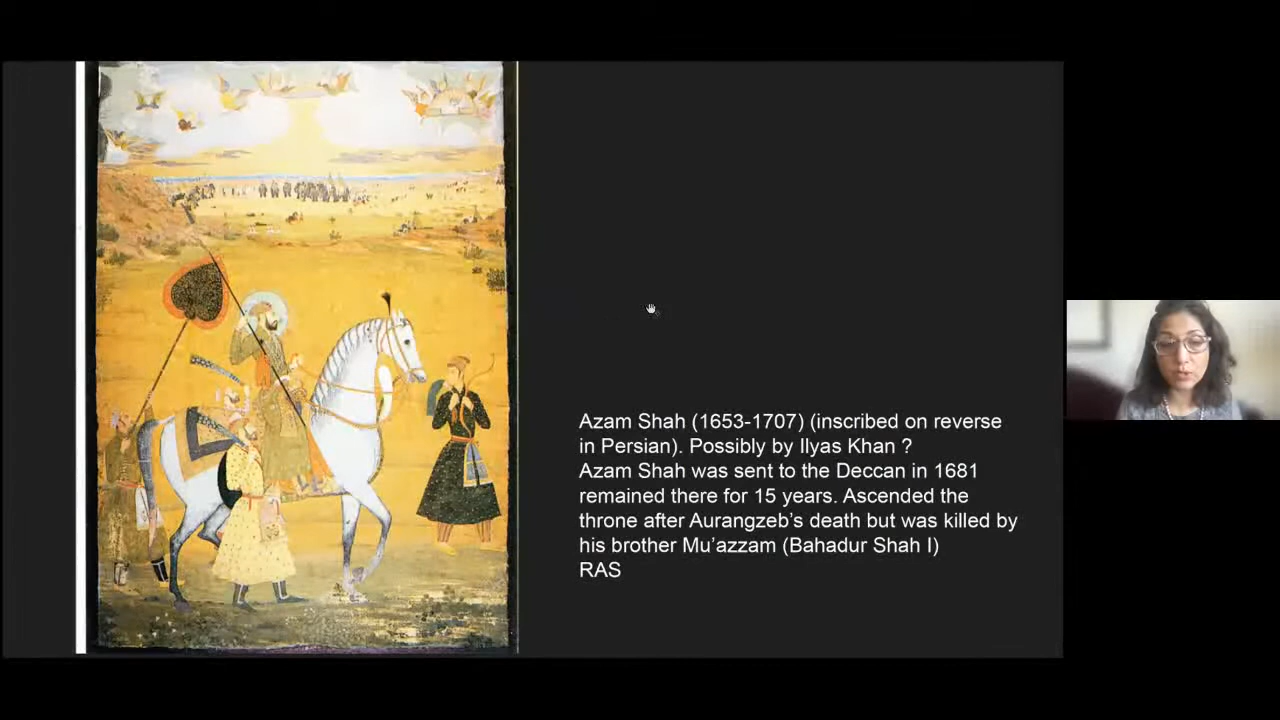 Azam Shah (1653-1707) (inscribed on reverse
in Persian). Possibly by Ilyas Khan ?
Azam Shah was sent to the Deccan in 1681
remained there for 15 years. Ascended the
throne after Aurangzeb’s death but was killed by
his brother Mu’azzam (Bahadur Shah I)
RAS